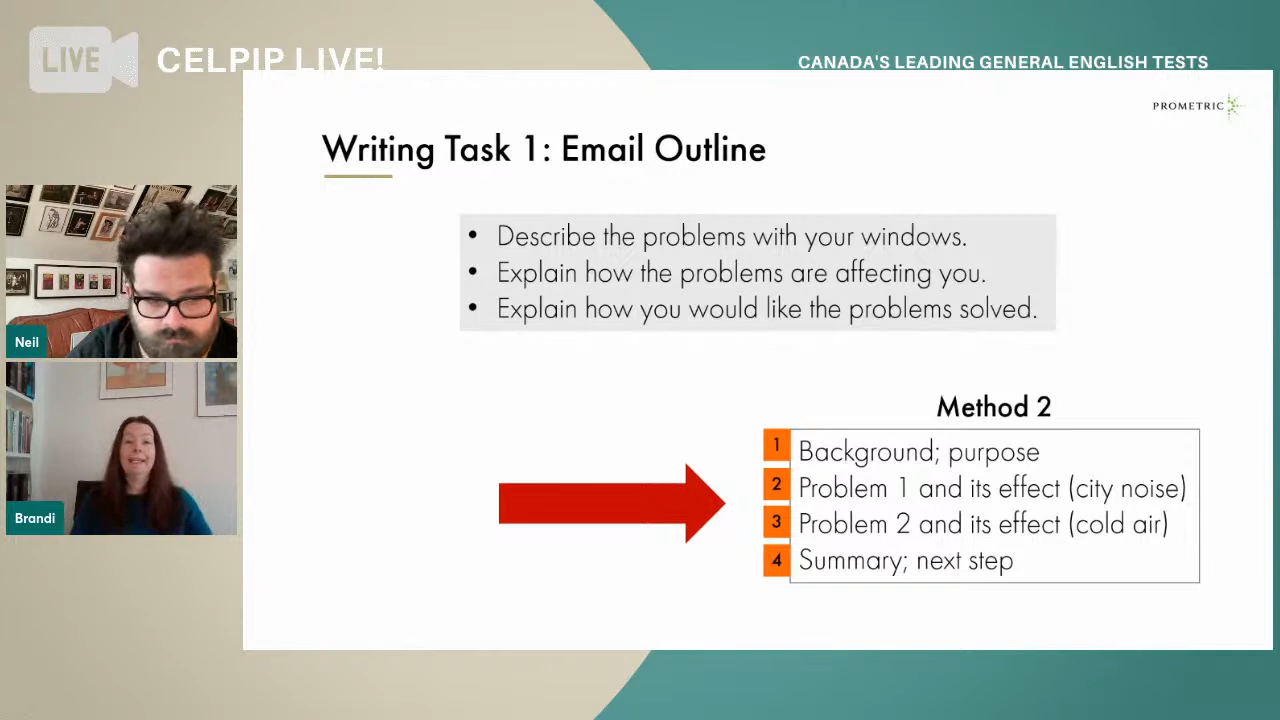 LIVE
CELPIP LIVE!
CANADA'S LEADING GENERAL ENGLISH TESTS
PROMETRIC
Writing Task 1: Email Outline
• Describe the problems with your windows.
• Explain how the problems are affecting you.
• Explain how you would like the problems solved.
Neil
Brandi
Method 2
1 Background; purpose
2 Problem 1 and its effect (city noise)
3 Problem 2 and its effect (cold air)
4 Summary; next step